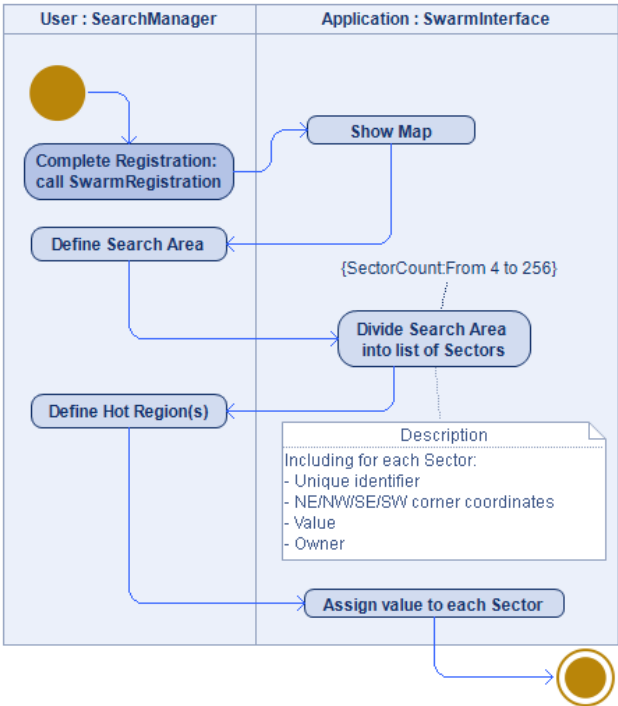 User : SearchManager
Application : SwarmInterface
Show Map
Complete Registration:
call SwarmRegistration
Define Search Area
{SectorCount:From 4 to 256}
Divide Search Area
into list of Sectors
Define Hot Region(s)
Description
Including for each Sector:
- Unique identifier
- NE/NW/SE/SW corner coordinates
- Value
- Owner
Assign value to each Sector